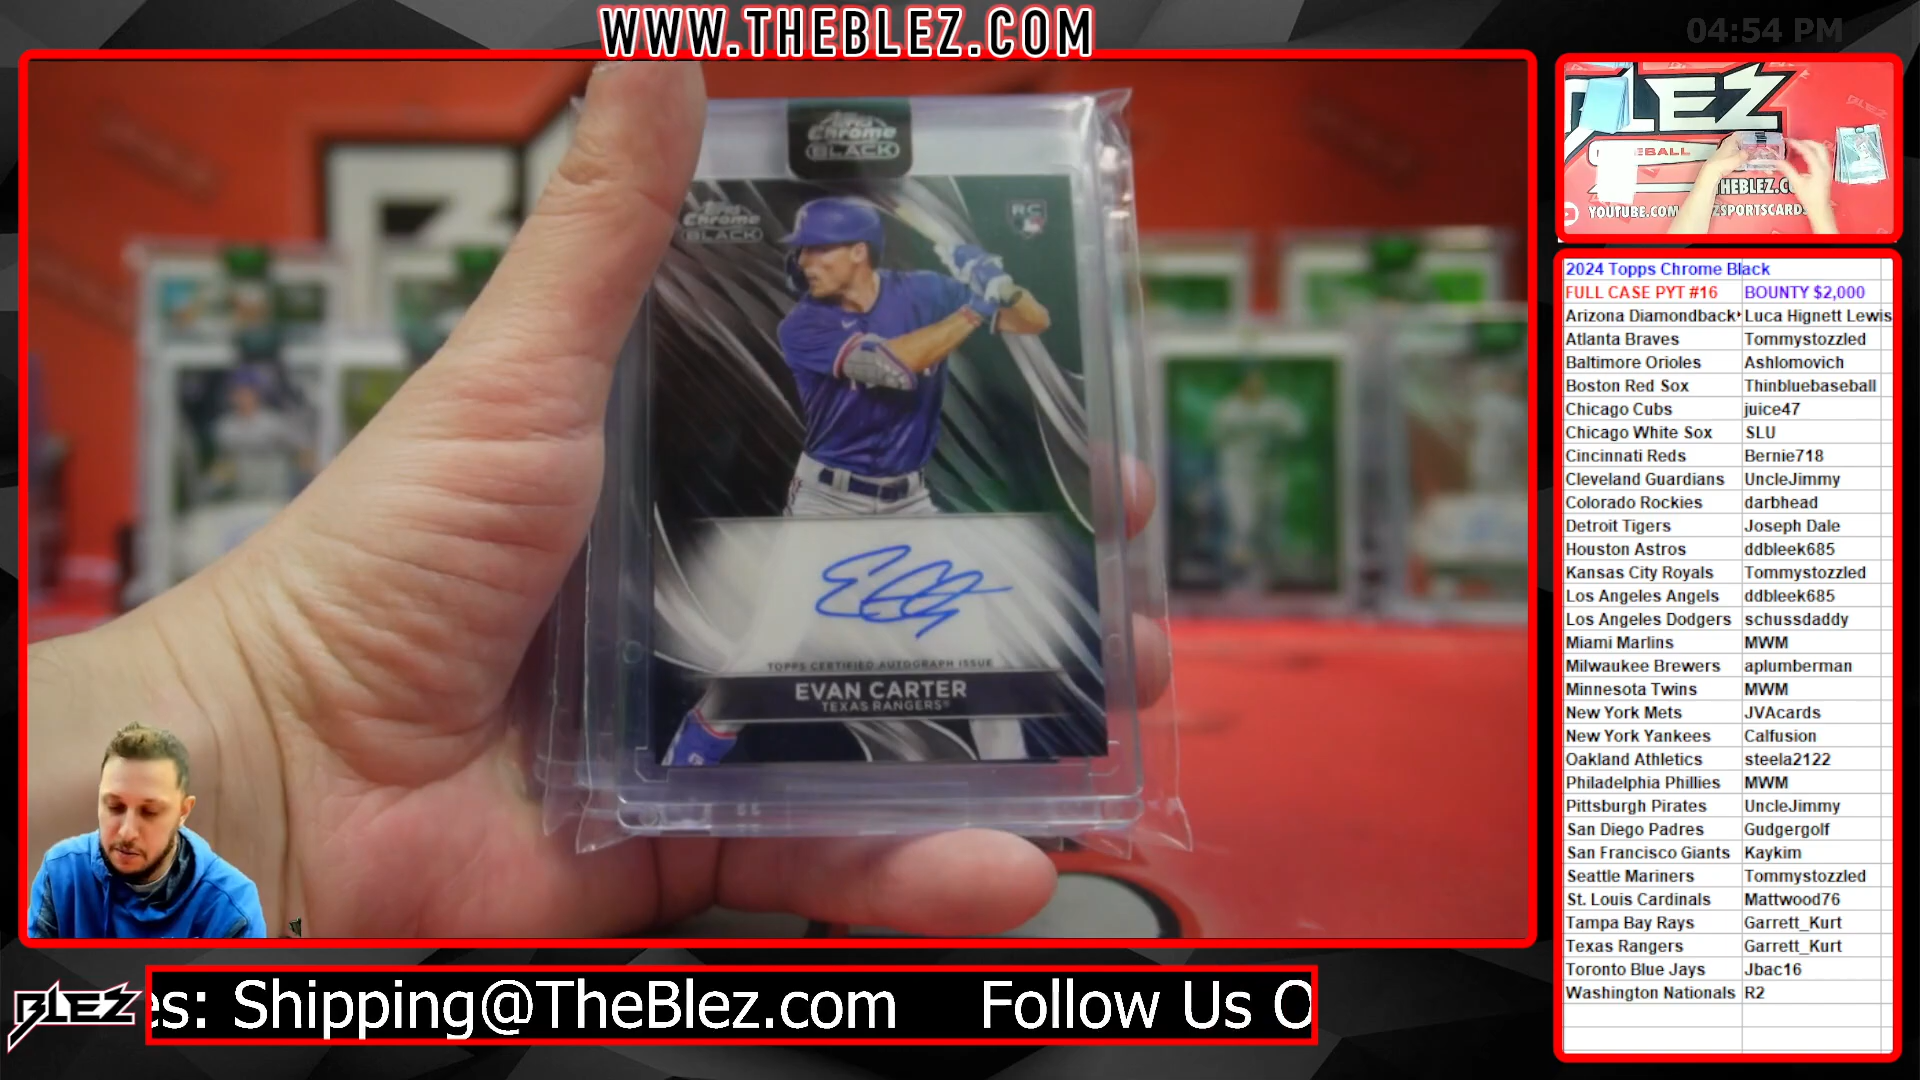 WWW.THEBLEZ.COM
04:54 PM
Topps
Chrome
BLACK
Topps
Chrome
BLACK
RC
TOPPS CERTIFIED AUTOGRAPH ISSUE
EVAN CARTER
TEXAS RANGERS
BLEZ
THEBLEZ.CO
YOUTUBE.COM
ZSPORTSCARDS
2024 Topps Chrome Black
FULL CASE PYT #16 BOUNTY $2,000
Arizona Diamondback Luca Hignett Lewis
Atlanta Braves Tommystozzled
Baltimore Orioles Ashlomovich
Boston Red Sox Thinbluebaseball
Chicago Cubs juice47
Chicago White Sox SLU
Cincinnati Reds Bernie718
Cleveland Guardians UncleJimmy
Colorado Rockies darbhead
Detroit Tigers Joseph Dale
Houston Astros ddbleek685
Kansas City Royals Tommystozzled
Los Angeles Angels ddbleek685
Los Angeles Dodgers schussdaddy
Miami Marlins MWM
Milwaukee Brewers aplumberman
Minnesota Twins MWM
New York Mets JVAcards
New York Yankees Calfusion
Oakland Athletics steela2122
Philadelphia Phillies MWM
Pittsburgh Pirates UncleJimmy
San Diego Padres Gudgergolf
San Francisco Giants Kaykim
Seattle Mariners Tommystozzled
St. Louis Cardinals Mattwood76
Tampa Bay Rays Garrett_Kurt
Texas Rangers Garrett_Kurt
Toronto Blue Jays Jbac16
Washington Nationals R2
BLEZ
es: Shipping@TheBlez.com Follow Us O